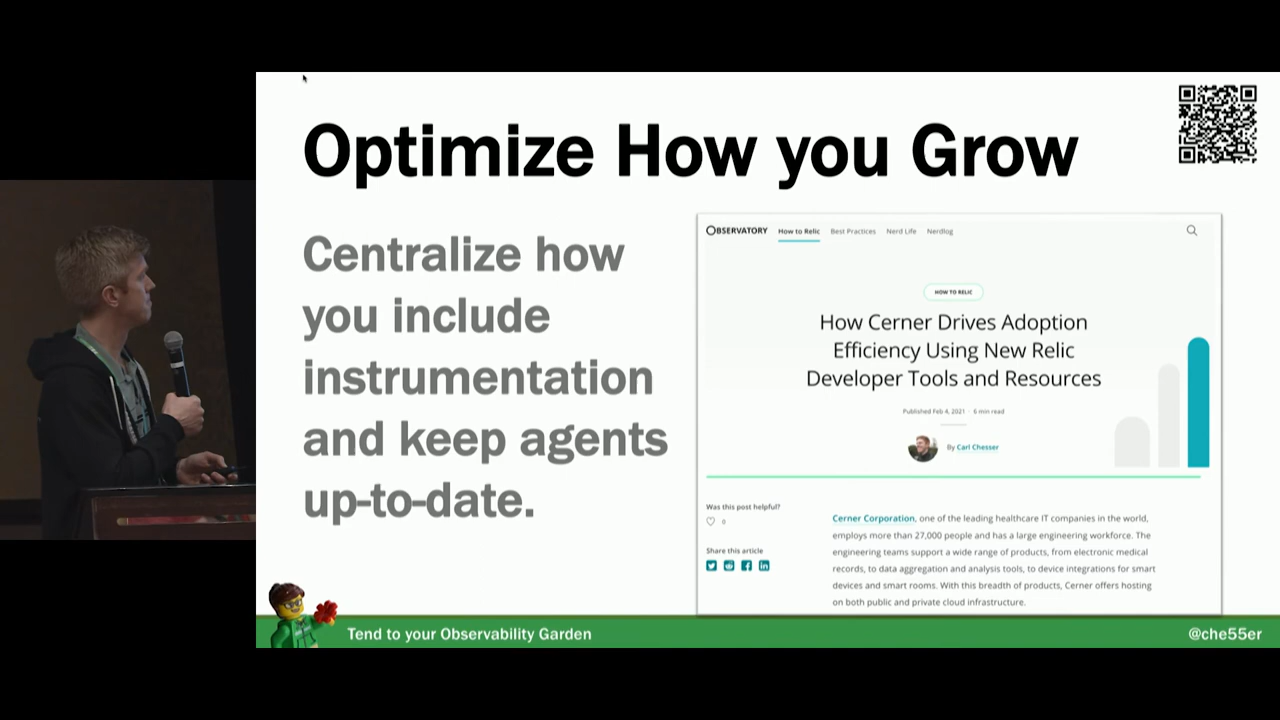 Optimize How you Grow
Centralize how
you include
instrumentation
and keep agents
up-to-date.
OBSERVATORY How to Relic Best Practices Nerd Life Nerdlog
HOW TO RELIC
How Cerner Drives Adoption
Efficiency Using New Relic
Developer Tools and Resources
Published Feb 4, 2021 · 6 min read
By Carl Chesser
Was this post helpful?
0
Share this article
Cerner Corporation, one of the leading healthcare IT companies in the world,
employs more than 27,000 people and has a large engineering workforce. The
engineering teams support a wide range of products, from electronic medical
records, to data aggregation and analysis tools, to device integrations for smart
devices and smart rooms. With this breadth of products, Cerner offers hosting
on both public and private cloud infrastructure.
Tend to your Observability Garden
@che55er